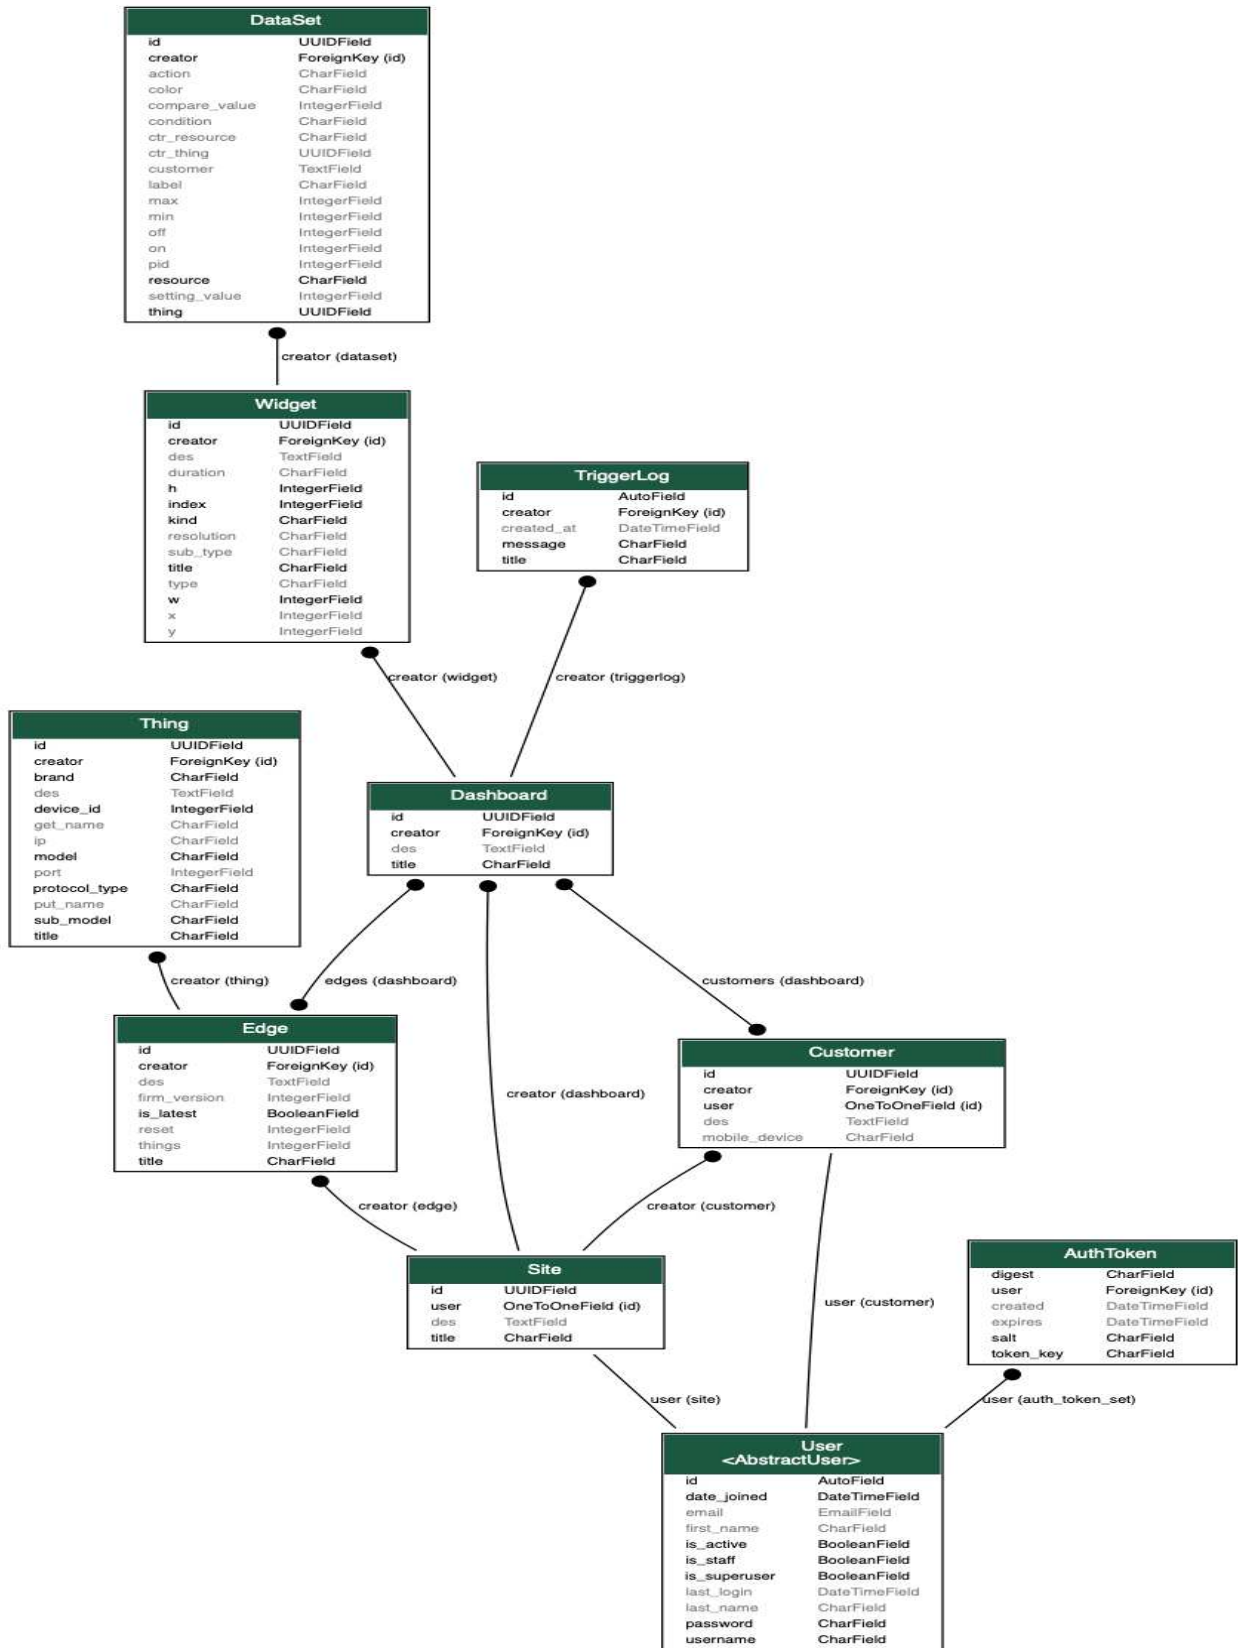 DataSet
id UUIDField
creator ForeignKey (id)
action CharField
color CharField
compare_value IntegerField
condition CharField
ctr_resource CharField
ctr_thing UUIDField
customer TextField
label CharField
max IntegerField
min IntegerField
off IntegerField
on IntegerField
pid IntegerField
resource CharField
setting_value IntegerField
thing UUIDField
creator (dataset)
Widget
id UUIDField
creator ForeignKey (id)
des TextField
duration CharField
h IntegerField
index IntegerField
kind CharField
resolution CharField
sub_type CharField
title CharField
type CharField
w IntegerField
x IntegerField
y IntegerField
TriggerLog
id AutoField
creator ForeignKey (id)
created_at DateTimeField
message CharField
title CharField
creator (widget)
creator (triggerlog)
Thing
id UUIDField
creator ForeignKey (id)
brand CharField
des TextField
device_id IntegerField
get_name CharField
ip CharField
model CharField
port IntegerField
protocol_type CharField
put_name CharField
sub_model CharField
title CharField
Dashboard
id UUIDField
creator ForeignKey (id)
des TextField
title CharField
creator (thing)
edges (dashboard)
customers (dashboard)
Edge
id UUIDField
creator ForeignKey (id)
des TextField
firm_version IntegerField
is_latest BooleanField
reset IntegerField
things IntegerField
title CharField
creator (dashboard)
Customer
id UUIDField
creator ForeignKey (id)
user OneToOneField (id)
des TextField
mobile_device CharField
creator (edge)
creator (customer)
Site
id UUIDField
user OneToOneField (id)
des TextField
title CharField
user (customer)
AuthToken
digest CharField
user ForeignKey (id)
created DateTimeField
expires DateTimeField
salt CharField
token_key CharField
user (site)
user (auth_token_set)
User
<AbstractUser>
id AutoField
date_joined DateTimeField
email EmailField
first_name CharField
is_active BooleanField
is_staff BooleanField
is_superuser BooleanField
last_login DateTimeField
last_name CharField
password CharField
username CharField